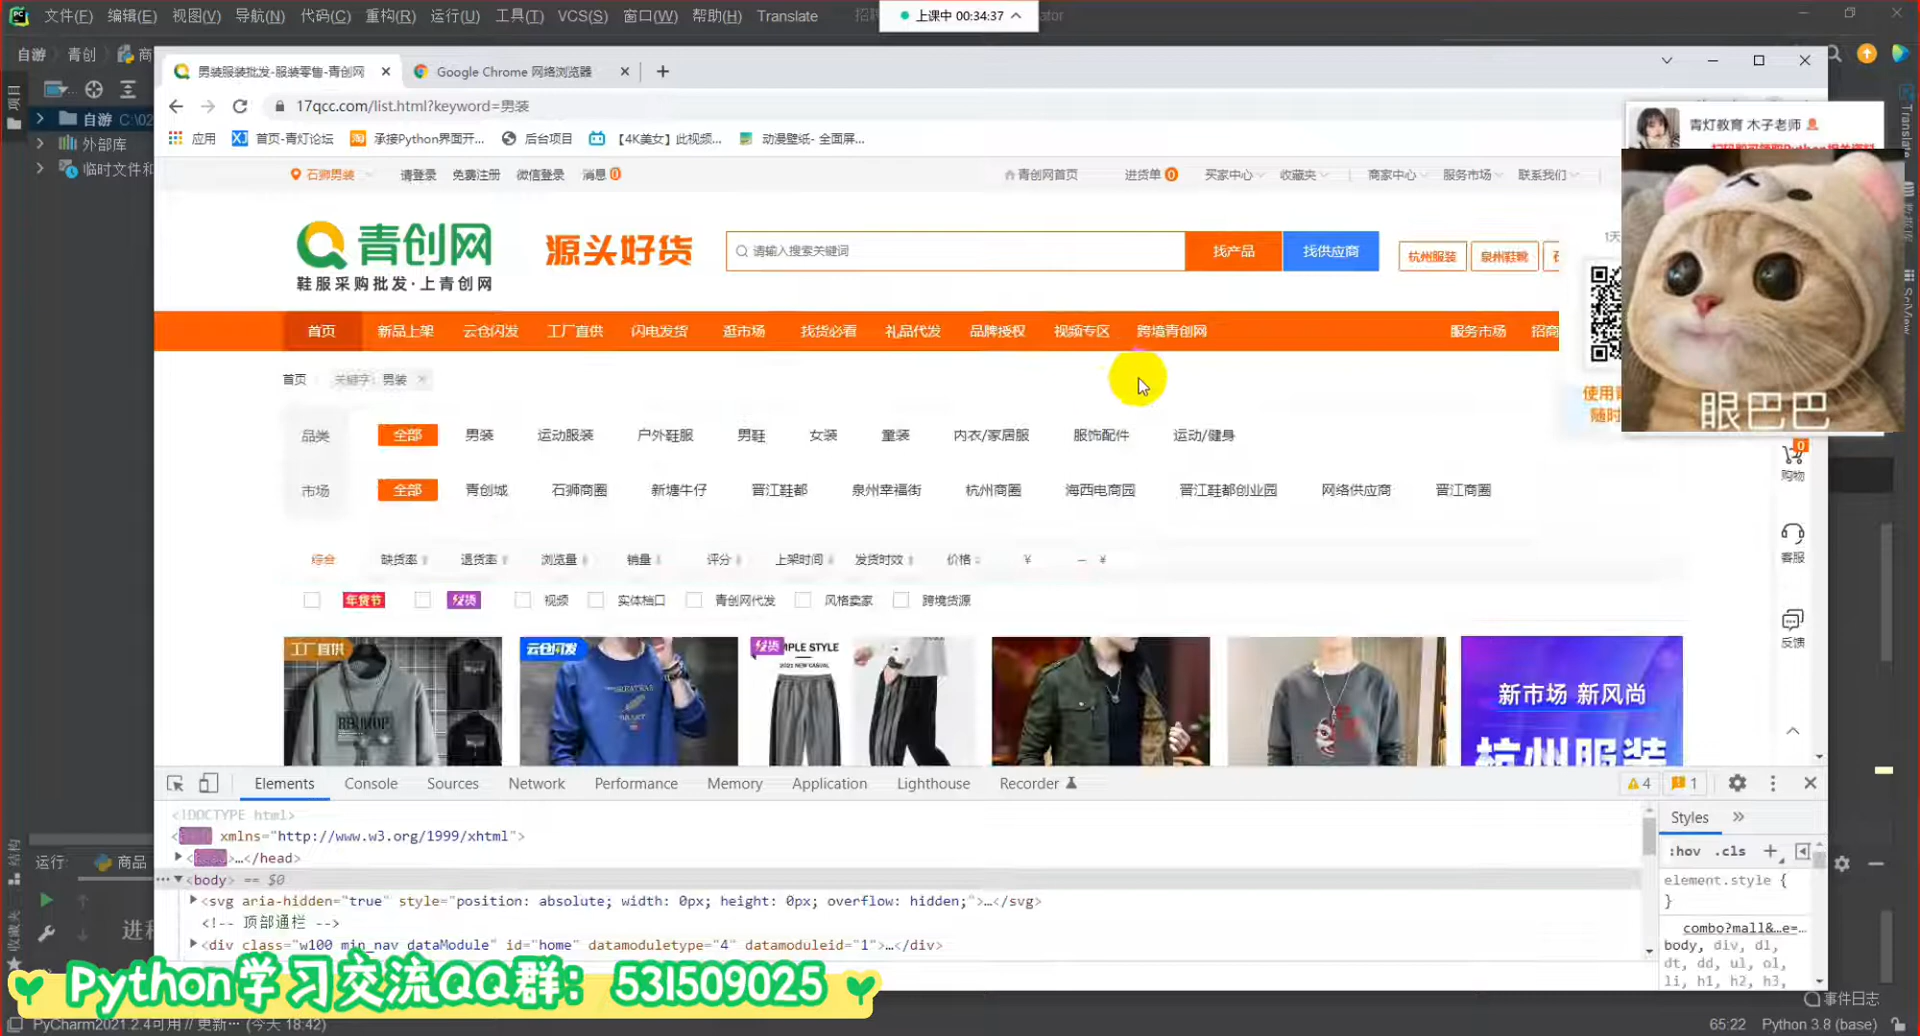 文件(F) 编辑(E) 视图(V) 导航(N) 代码(C) 重构(R) 运行(U) 工具(T) VCS(S) 窗口(W) 帮助(H) Translate
上课中 00:34:37
自游 青创 商
男装服装批发-服装零售-青创网
Google Chrome 网络浏览器
17qcc.com/list.html?keyword=男装
应用 首页-青灯论坛 承接Python界面开... 后台项目 【4K美女】此视频... 动漫壁纸- 全面屏...
项目
自游 C:\02
外部库
临时文件和
青灯教育 木子老师
Translate
石狮男装 请登录 免费注册 微信登录 消息 0
青创网首页 进货单 0 买家中心 收藏夹 商家中心 服务市场 联系我们
青创网
鞋服采购批发·上青创网
源头好货
请输入搜索关键词
找产品 找供应商 杭州服装 泉州鞋靴
首页 新品上架 云仓闪发 工厂直供 闪电发货 逛市场 找货必看 礼品代发 品牌授权 视频专区 跨境青创网 服务市场 招商
使用
随时
眼巴巴
首页 关键字: 男装
品类 全部 男装 运动服装 户外鞋服 男鞋 女装 童装 内衣/家居服 服饰配件 运动/健身
市场 全部 青创城 石狮商圈 新塘牛仔 晋江鞋都 泉州幸福街 杭州商圈 海西电商园 晋江鞋都创业园 网络供应商 晋江商圈
综合 缺货率 退货率 浏览量 销量 评分 上架时间 发货时效 价格 ¥ – ¥
年货节 视频 实体档口 青创网代发 风格卖家 跨境货源
0
购物
客服
反馈
工厂直供
云仓闪发
MPLE STYLE
2021 NEW CASUAL
新市场 新风尚
杭州服装
Elements Console Sources Network Performance Memory Application Lighthouse Recorder
4 1
<!DOCTYPE html>
xmlns="http://www.w3.org/1999/xhtml">
…</head>
<body> == $0
<svg aria-hidden="true" style="position: absolute; width: 0px; height: 0px; overflow: hidden;">…</svg>
<!-- 顶部通栏 -->
<div class="w100 min_nav dataModule" id="home" datamoduletype="4" datamoduleid="1">…</div>
Styles
:hov .cls
element.style {
}
combo?mall&…e=…
body, div, dl,
dt, dd, ul, ol,
li, h1, h2, h3,
运行: 商品
结构
收藏夹
进程
Python学习交流QQ群: 531509025
事件日志
PyCharm2021.2.4可用 // 更新… (今天 18:42)
65:22 Python 3.8 (base)